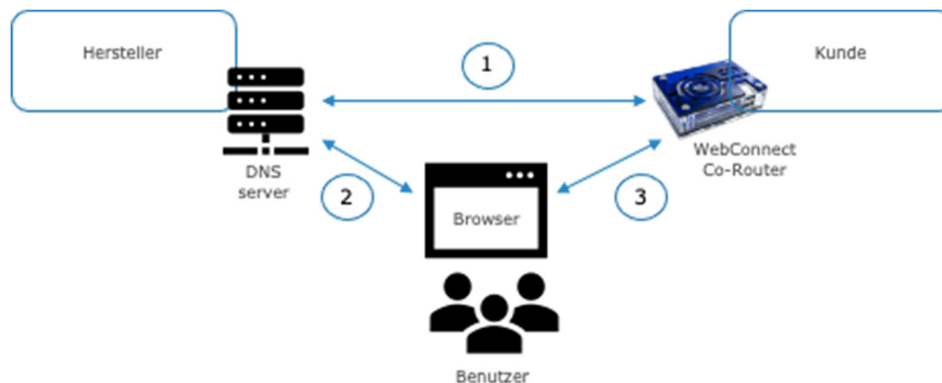 Hersteller
Kunde
1
DNS
server
WebConnect
Co-Router
2
3
Browser
Benutzer